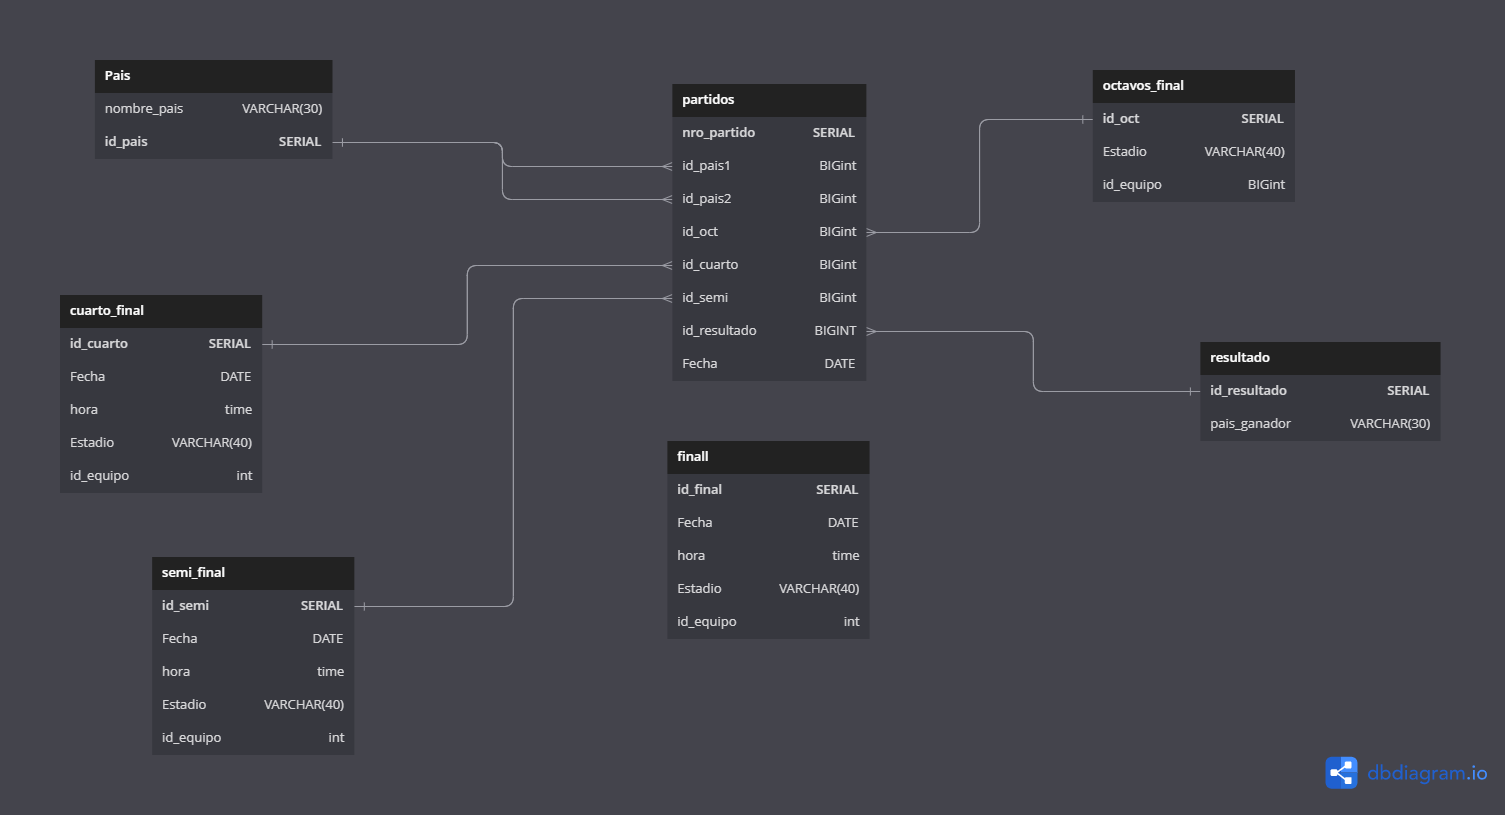 Pais
nombre_pais VARCHAR(30)
id_pais SERIAL
partidos
nro_partido SERIAL
id_pais1 BIGint
id_pais2 BIGint
id_oct BIGint
id_cuarto BIGint
id_semi BIGint
id_resultado BIGINT
Fecha DATE
octavos_final
id_oct SERIAL
Estadio VARCHAR(40)
id_equipo BIGint
cuarto_final
id_cuarto SERIAL
Fecha DATE
hora time
Estadio VARCHAR(40)
id_equipo int
resultado
id_resultado SERIAL
pais_ganador VARCHAR(30)
finall
id_final SERIAL
Fecha DATE
hora time
Estadio VARCHAR(40)
id_equipo int
semi_final
id_semi SERIAL
Fecha DATE
hora time
Estadio VARCHAR(40)
id_equipo int
dbdiagram.io